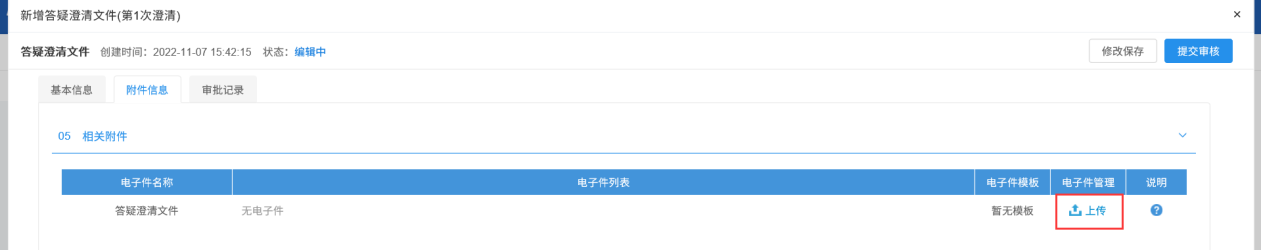 新增答疑澄清文件(第1次澄清)
×
答疑澄清文件 创建时间：2022-11-07 15:42:15 状态：编辑中 修改保存 提交审核
基本信息 附件信息 审批记录
05 相关附件
电子件名称 电子件列表 电子件模板 电子件管理 说明
答疑澄清文件 无电子件 暂无模板 上传 ?